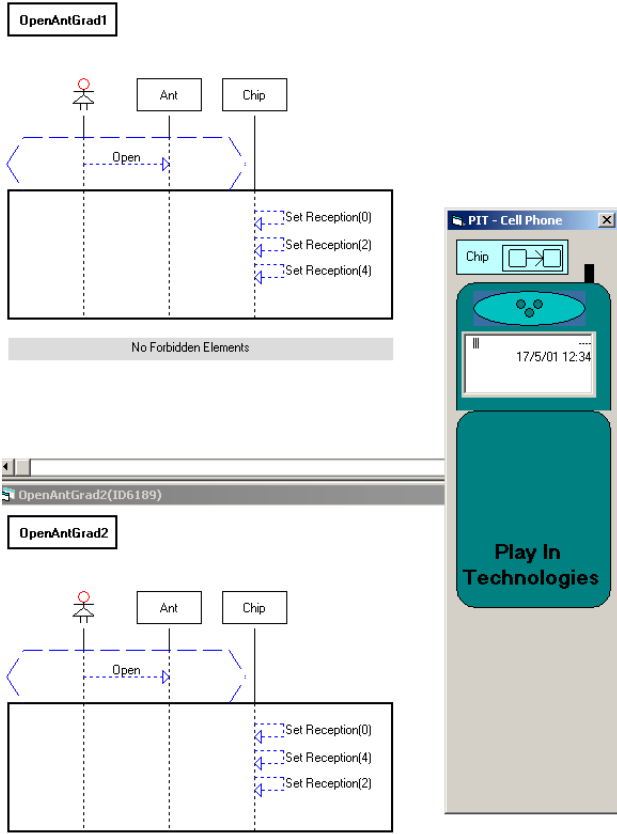 OpenAntGrad1
Ant
Chip
Open
Set Reception(0)
Set Reception(2)
Set Reception(4)
No Forbidden Elements
OpenAntGrad2(ID6189)
OpenAntGrad2
Ant
Chip
Open
Set Reception(0)
Set Reception(4)
Set Reception(2)
PIT - Cell Phone
Chip
17/5/01 12:34
Play In
Technologies